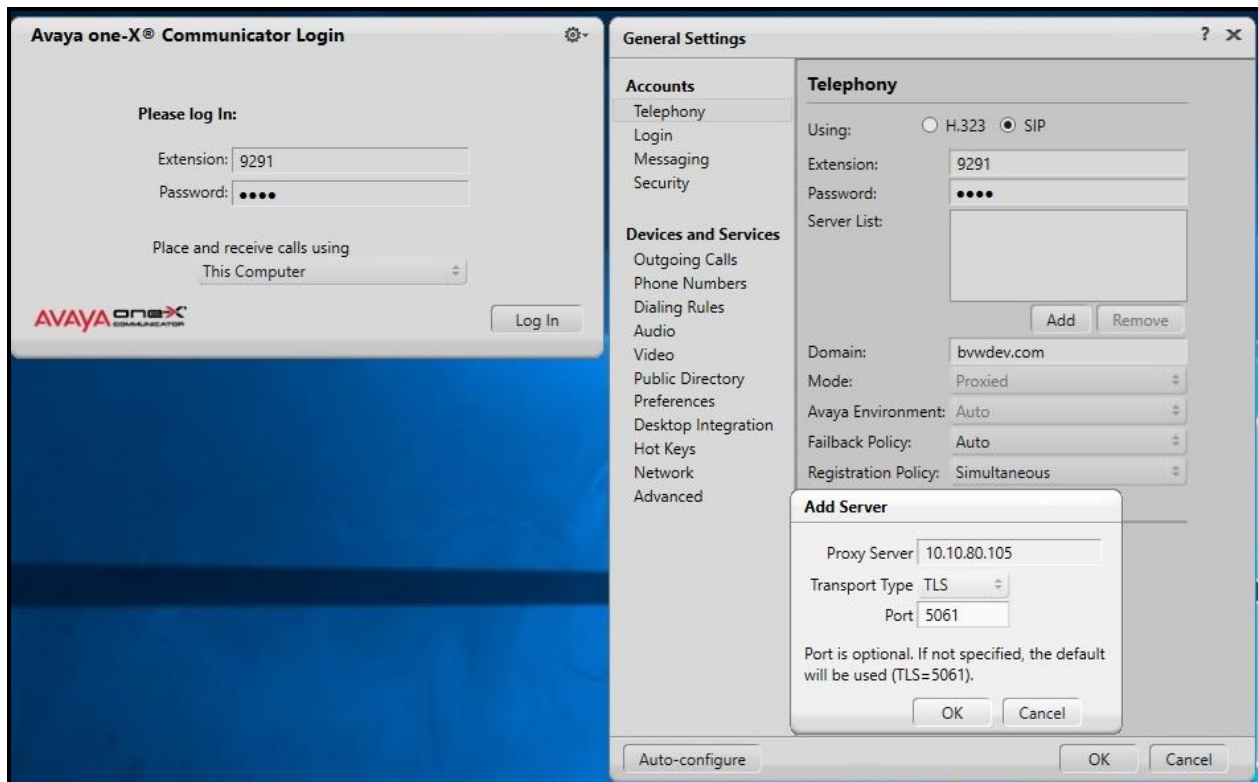 Avaya one-X® Communicator Login
Please log In:
Extension: 9291
Password: ●●●●
Place and receive calls using
This Computer
AVAYA one-X
COMMUNICATOR
Log In
General Settings
? ×
Accounts
Telephony
Login
Messaging
Security
Devices and Services
Outgoing Calls
Phone Numbers
Dialing Rules
Audio
Video
Public Directory
Preferences
Desktop Integration
Hot Keys
Network
Advanced
Telephony
Using: H.323 SIP
Extension: 9291
Password: ●●●●
Server List:
Add Remove
Domain: bvwdev.com
Mode: Proxied
Avaya Environment: Auto
Failback Policy: Auto
Registration Policy: Simultaneous
Add Server
Proxy Server 10.10.80.105
Transport Type TLS
Port 5061
Port is optional. If not specified, the default
will be used (TLS=5061).
OK Cancel
Auto-configure OK Cancel